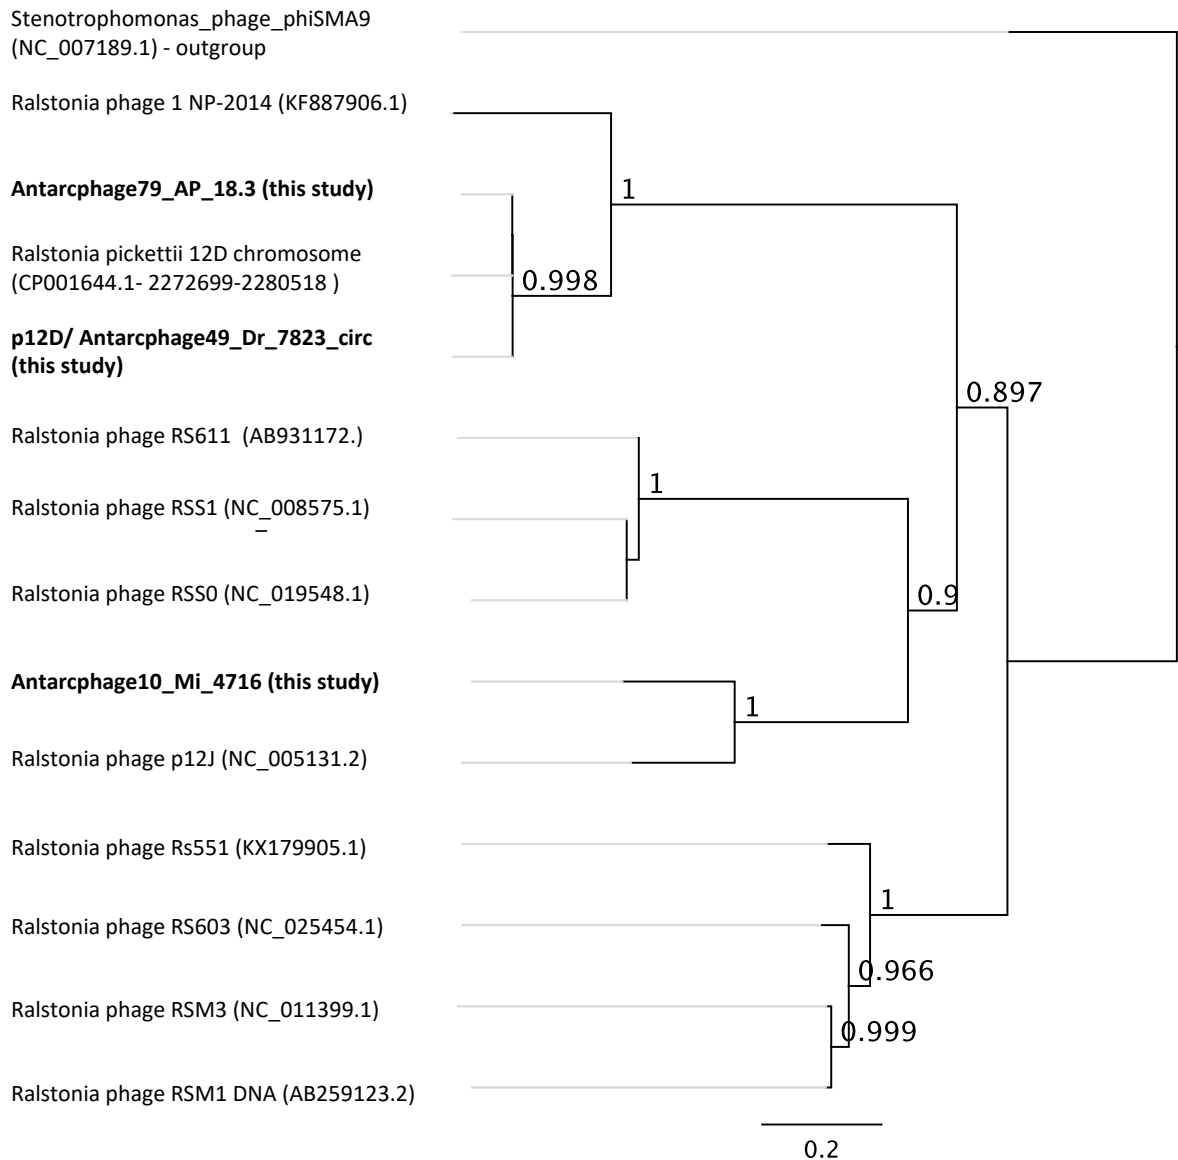 Stenotrophomonas_phage_phiSMA9
(NC_007189.1) - outgroup
Ralstonia phage 1 NP-2014 (KF887906.1)
Antarcphage79_AP_18.3 (this study)
1
Ralstonia pickettii 12D chromosome
(CP001644.1- 2272699-2280518 )
0.998
p12D/ Antarcphage49_Dr_7823_circ
(this study)
0.897
Ralstonia phage RS611  (AB931172.)
1
Ralstonia phage RSS1 (NC_008575.1)
_
Ralstonia phage RSS0 (NC_019548.1)
0.9
Antarcphage10_Mi_4716 (this study)
1
Ralstonia phage p12J (NC_005131.2)
Ralstonia phage Rs551 (KX179905.1)
1
Ralstonia phage RS603 (NC_025454.1)
0.966
Ralstonia phage RSM3 (NC_011399.1)
0.999
Ralstonia phage RSM1 DNA (AB259123.2)
0.2